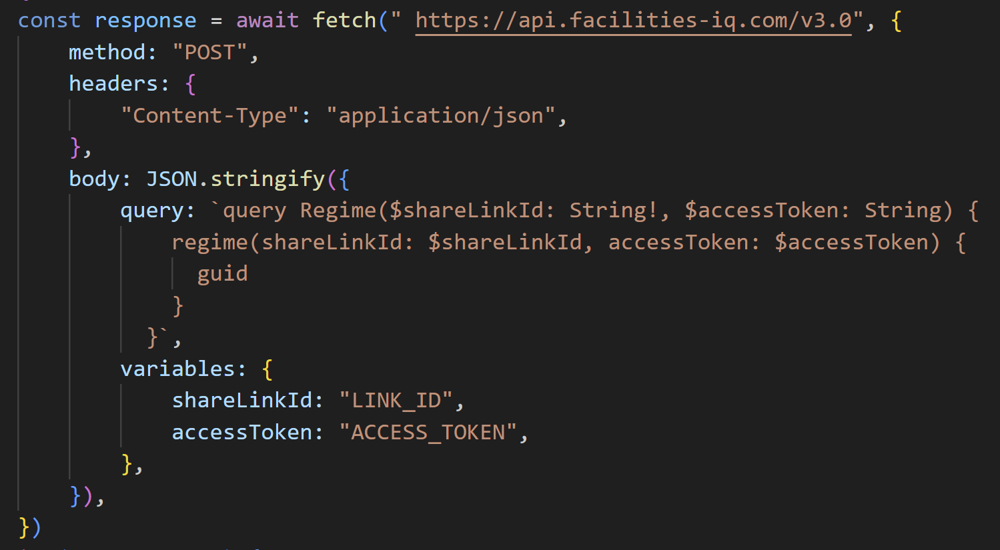 const response = await fetch(" https://api.facilities-iq.com/v3.0", {
    method: "POST",
    headers: {
        "Content-Type": "application/json",
    },
    body: JSON.stringify({
        query: `query Regime($shareLinkId: String!, $accessToken: String) {
            regime(shareLinkId: $shareLinkId, accessToken: $accessToken) {
              guid
            }
          }`,
        variables: {
            shareLinkId: "LINK_ID",
            accessToken: "ACCESS_TOKEN",
        },
    }),
})